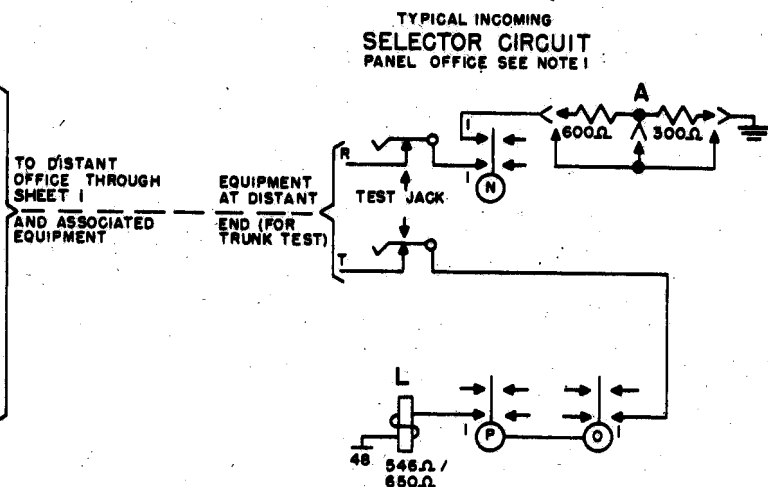 TYPICAL INCOMING
SELECTOR CIRCUIT
PANEL OFFICE SEE NOTE 1
A
600Ω
300Ω
R
I
I
N
TEST JACK
TO DISTANT
OFFICE THROUGH
SHEET 1
AND ASSOCIATED
EQUIPMENT
EQUIPMENT
AT DISTANT
END (FOR
TRUNK TEST)
T
L
48
546Ω/
650Ω
I
P
O
I